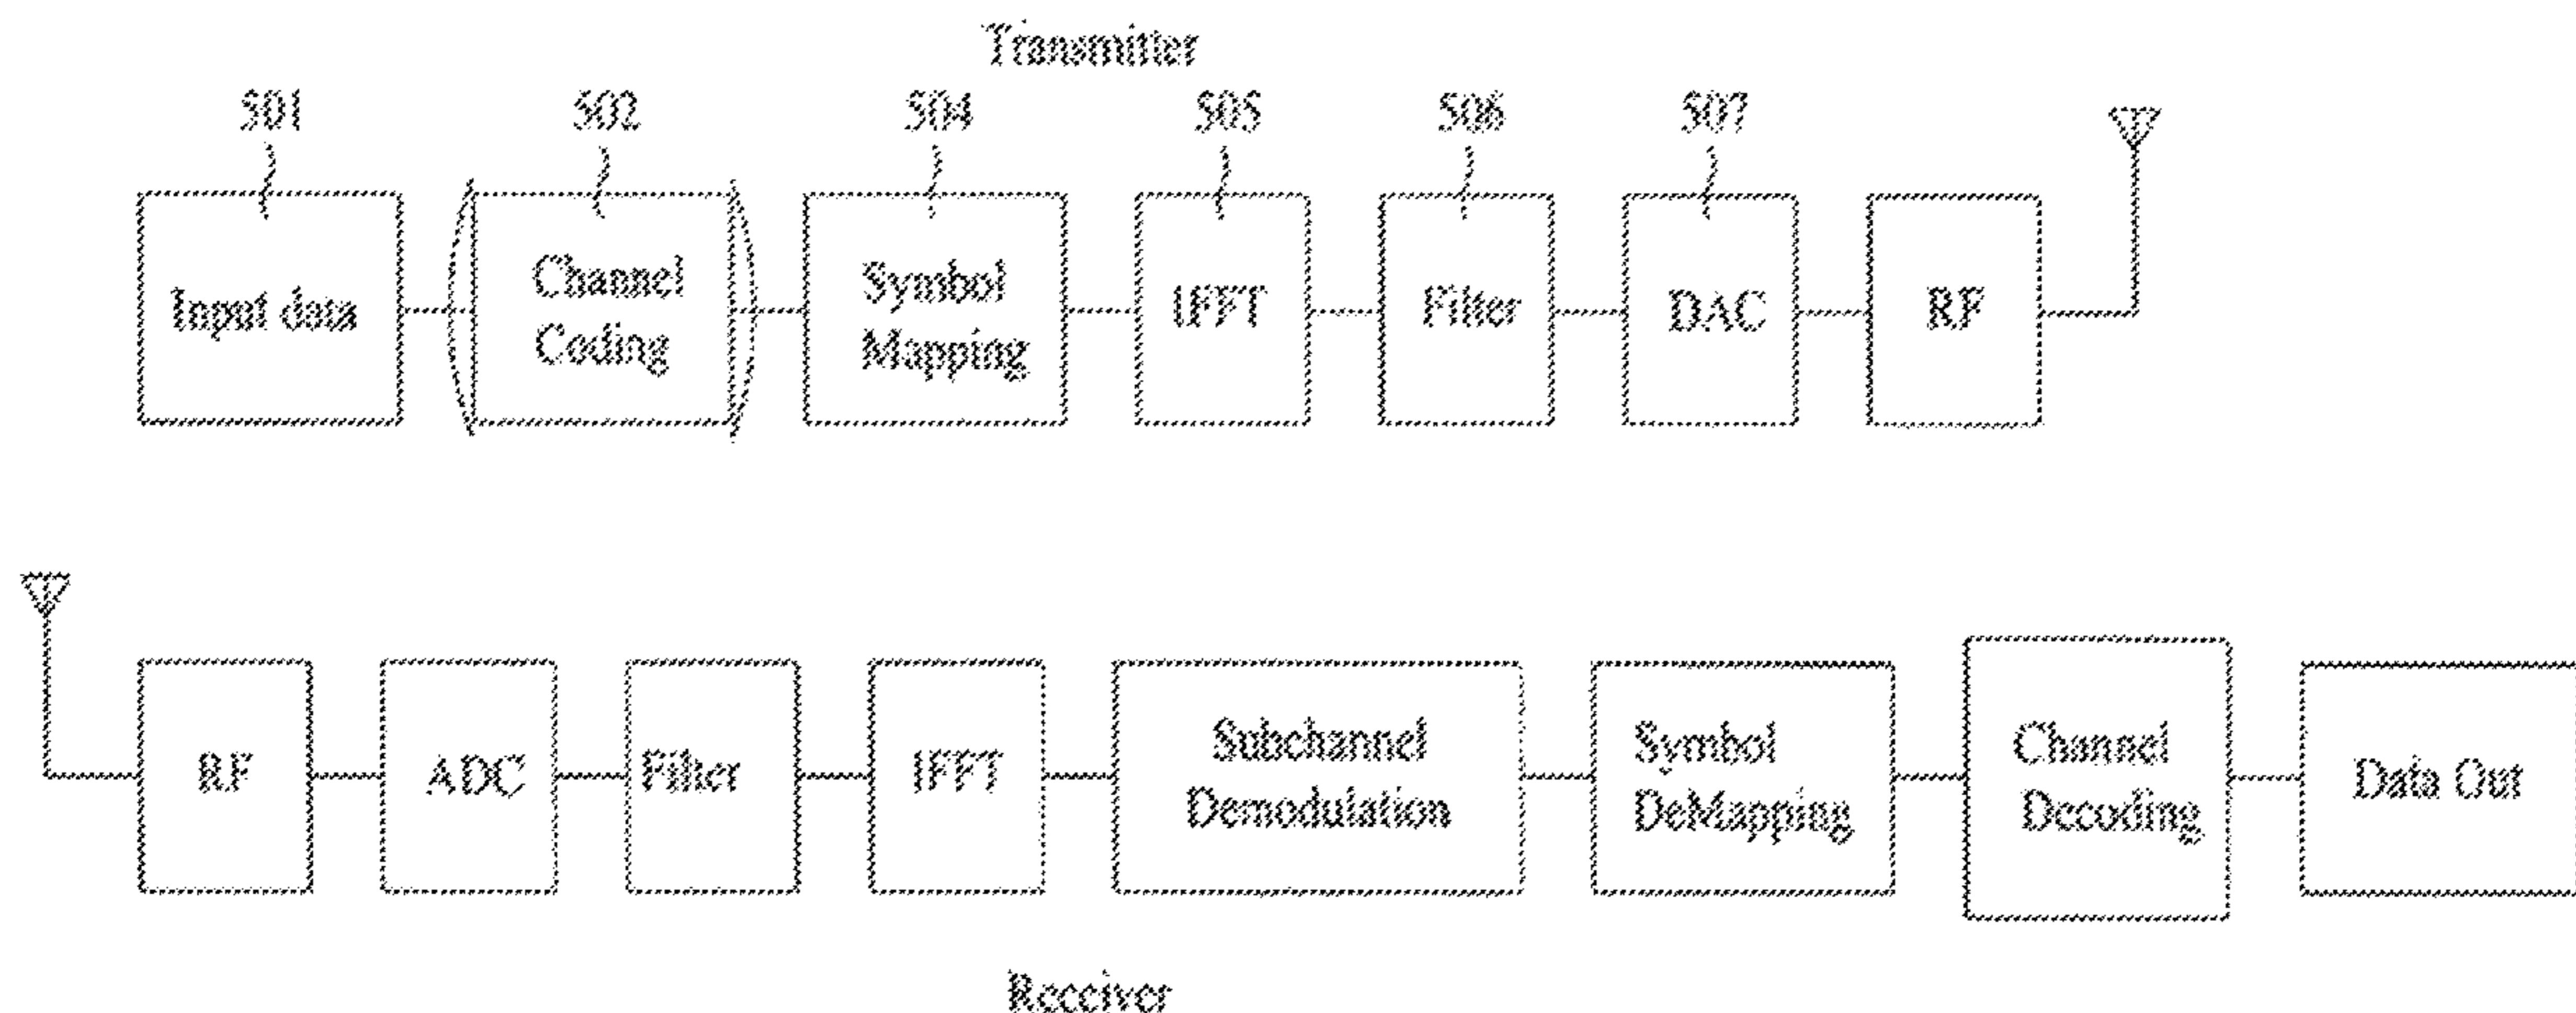 Transmitter
501 502 504 505 506 507
Input data
Channel
Coding
Symbol
Mapping
IFFT
Filter
DAC
RF
RF
ADC
Filter
IFFT
Subchannel
Demodulation
Symbol
DeMapping
Channel
Decoding
Data Out
Receiver